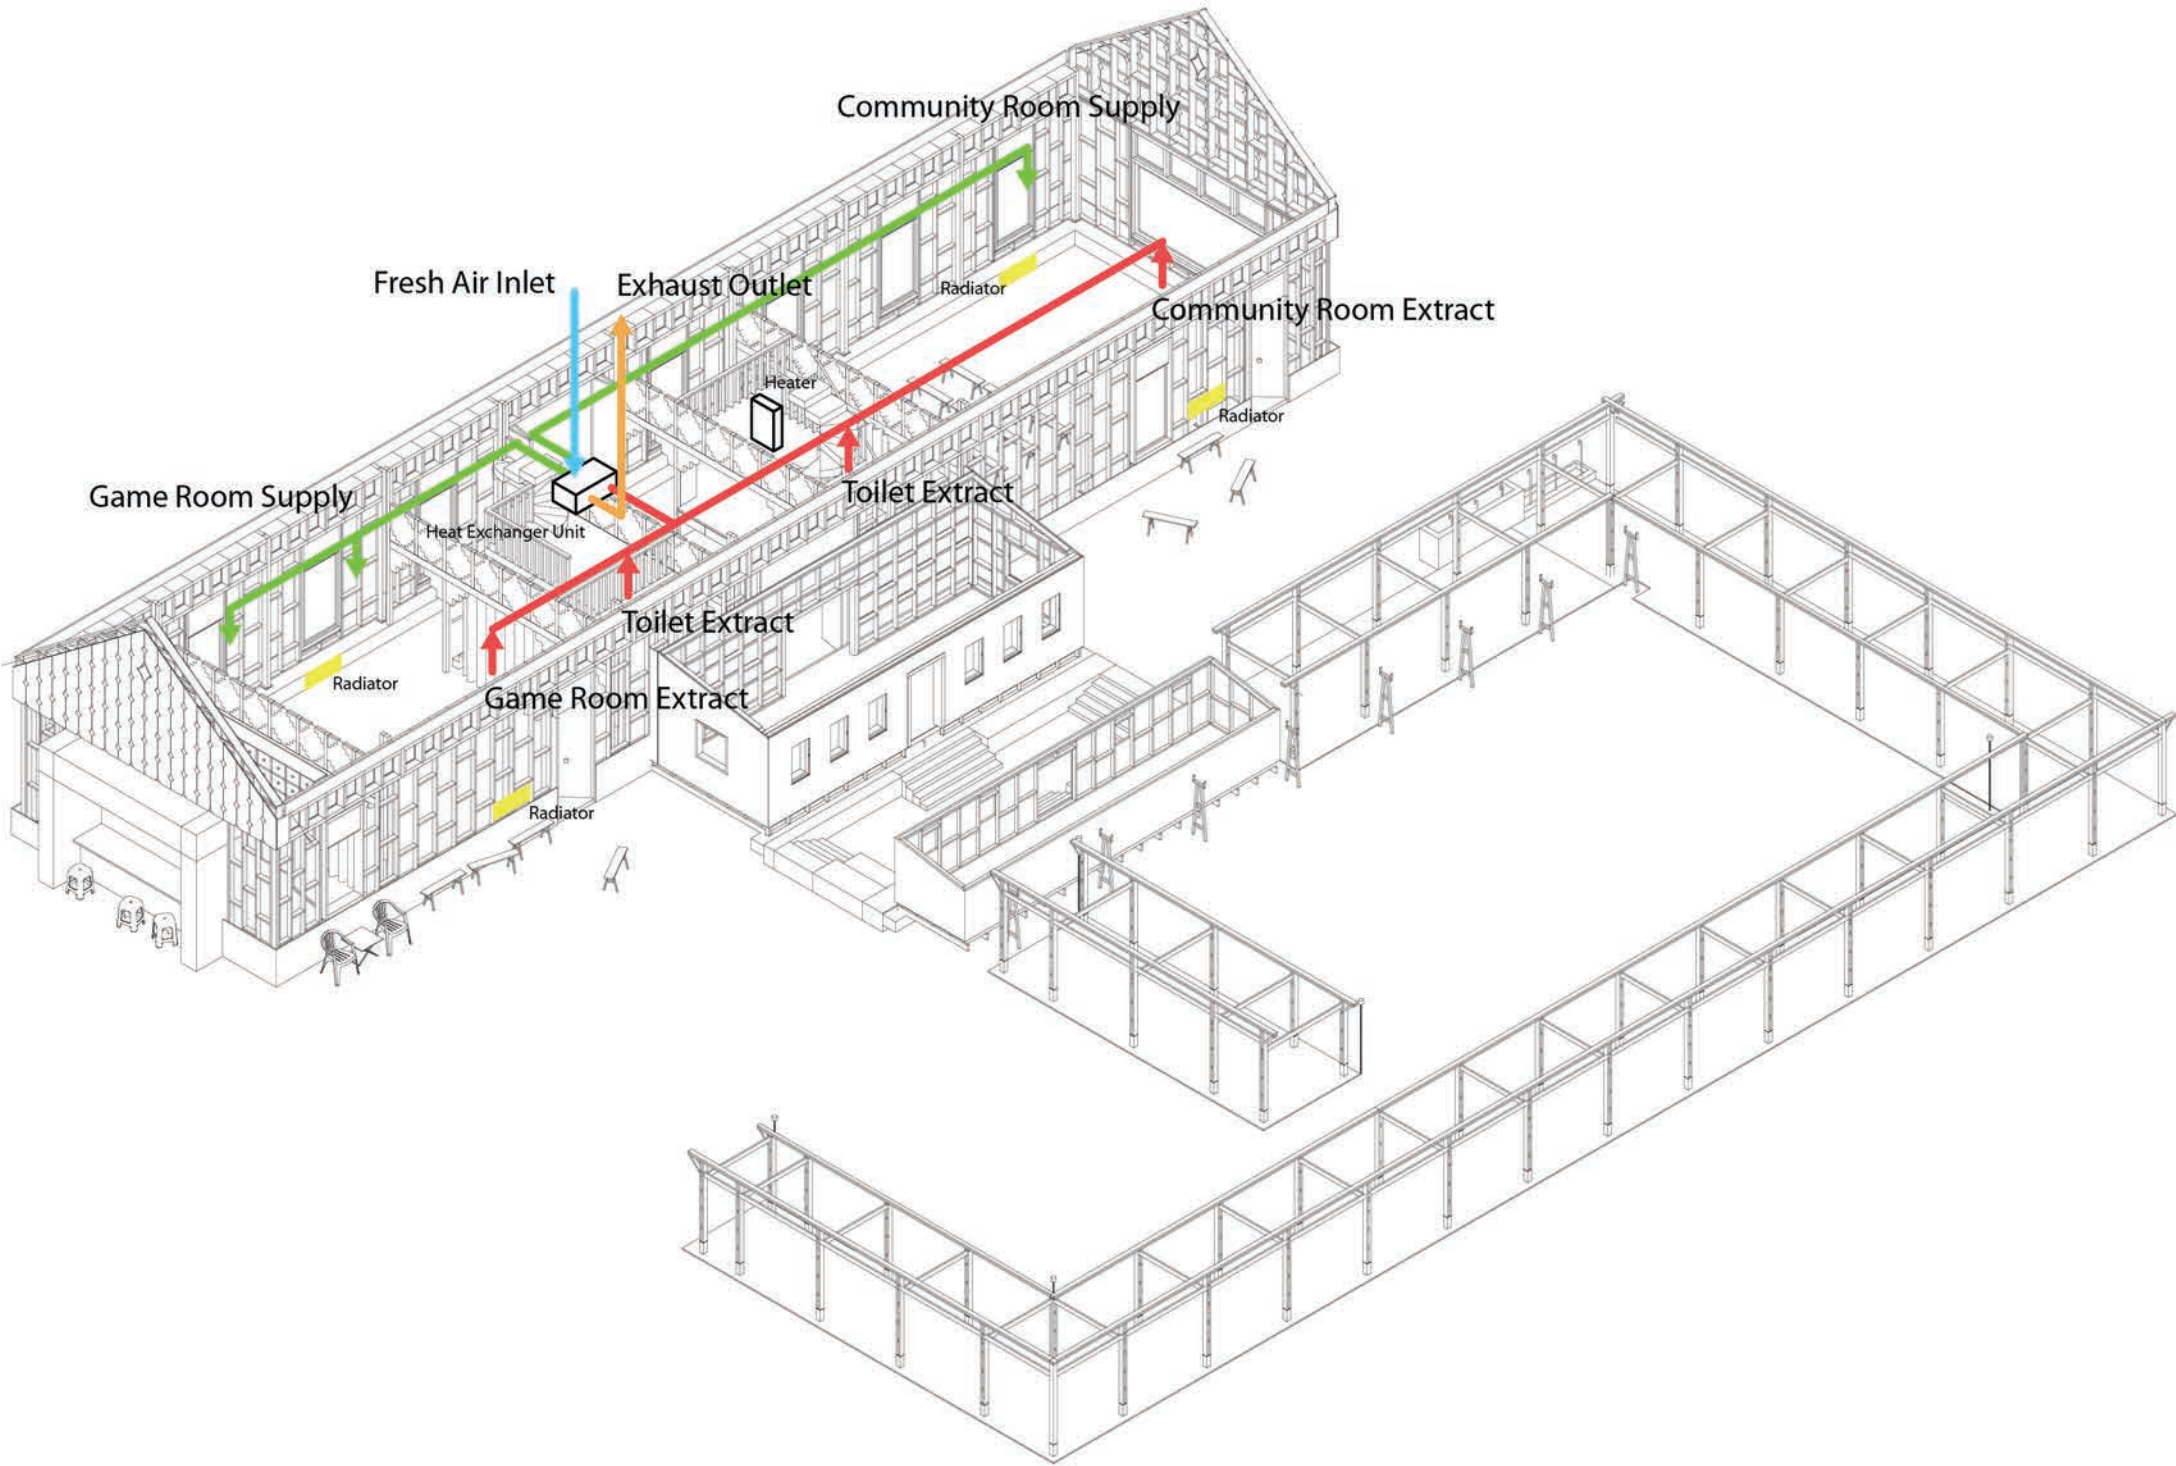 Community Room Supply
Fresh Air Inlet
Exhaust Outlet
Radiator
Community Room Extract
Heater
Radiator
Game Room Supply
Toilet Extract
Heat Exchanger Unit
Toilet Extract
Radiator
Game Room Extract
Radiator